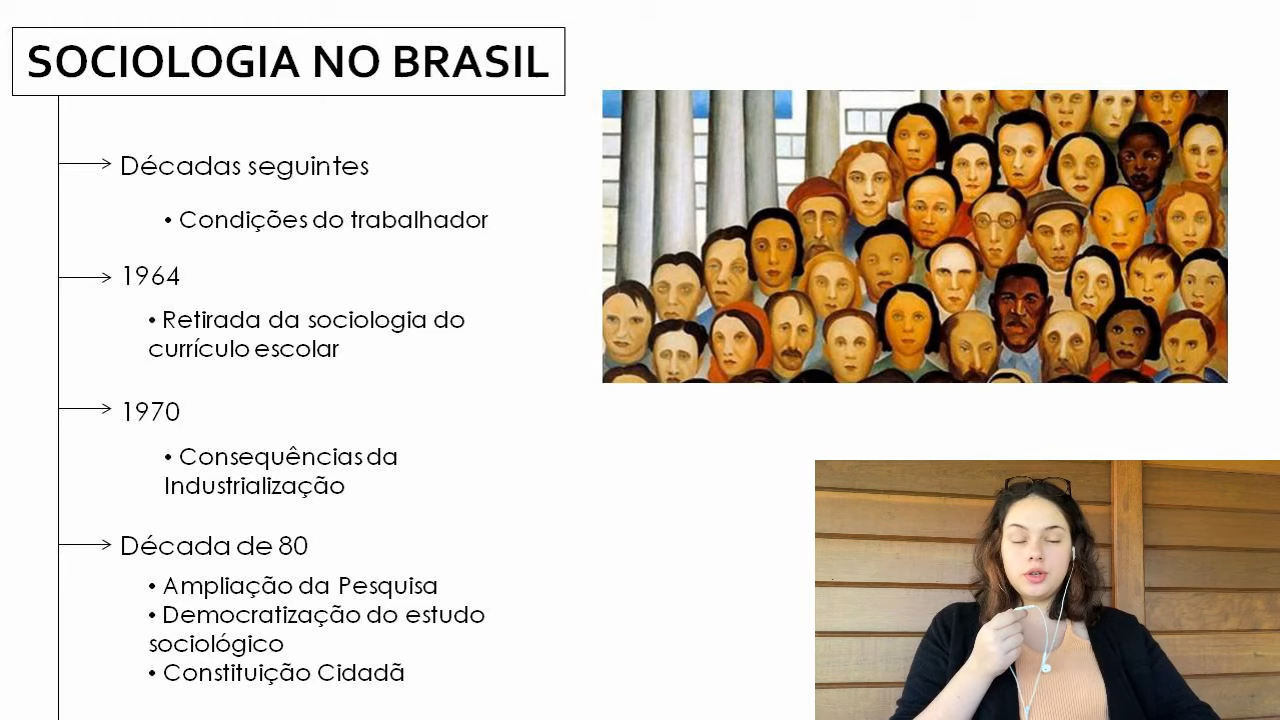 SOCIOLOGIA NO BRASIL
Décadas seguintes
• Condições do trabalhador
1964
• Retirada da sociologia do
currículo escolar
1970
• Consequências da
Industrialização
Década de 80
• Ampliação da Pesquisa
• Democratização do estudo
sociológico
• Constituição Cidadã